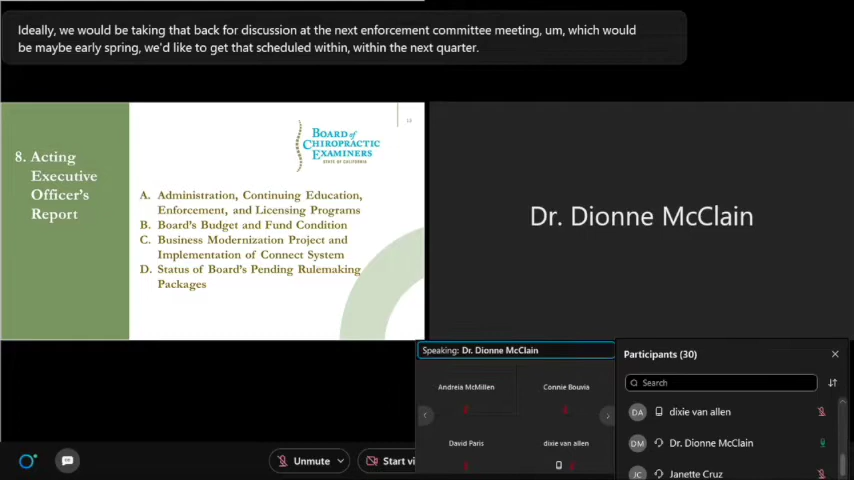 Ideally, we would be taking that back for discussion at the next enforcement committee meeting, um, which would
be maybe early spring, we'd like to get that scheduled within, within the next quarter.
8. Acting
Executive
Officer's
Report
BOARD of
CHIROPRACTIC
EXAMINERS
STATE OF CALIFORNIA
A. Administration, Continuing Education,
Enforcement, and Licensing Programs
B. Board's Budget and Fund Condition
C. Business Modernization Project and
Implementation of Connect System
D. Status of Board's Pending Rulemaking
Packages
Dr. Dionne McClain
Speaking: Dr. Dionne McClain
Andreia McMillen
Connie Bouvia
David Paris
dixie van allen
Participants (30)
Search
DA dixie van allen
DM Dr. Dionne McClain
JC Janette Cruz
Unmute
Start vi